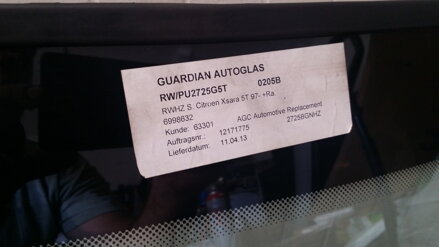 GUARDIAN AUTOGLAS
RW/PU2725G5T 0205B
RWHZ S. Citroen Xsara 5T 97- +Ra.
6998632
Kunde: 63301 AGC Automotive Replacement
Auftragsnr.: 12171775 2725BGNHZ
Lieferdatum: 11.04.13